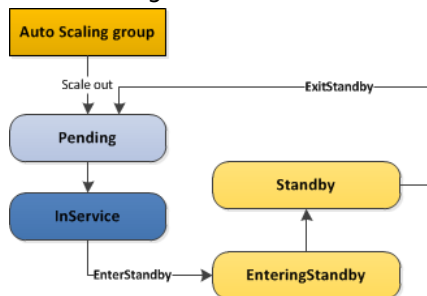 Auto Scaling group
Scale out
ExitStandby
Pending
Standby
InService
EnterStandby
EnteringStandby